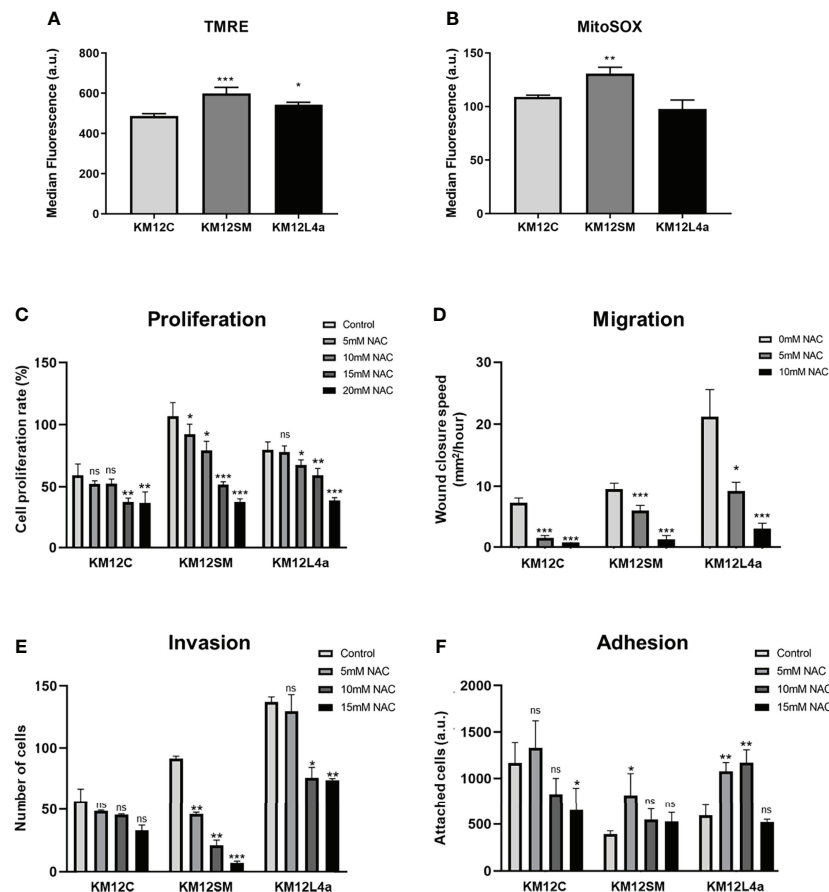 A
TMRE
Median Fluorescence (a.u.)
800
600
400
200
0
***
*
KM12C
KM12SM
KM12L4a
B
MitoSOX
Median Fluorescence (a.u.)
150
100
50
0
**
KM12C
KM12SM
KM12L4a
C
Proliferation
Control
5mM NAC
10mM NAC
15mM NAC
20mM NAC
Cell proliferation rate (%)
150
100
50
0
ns ns ** **
* * *** ***
ns * ** ***
KM12C
KM12SM
KM12L4a
D
Migration
0mM NAC
5mM NAC
10mM NAC
Wound closure speed
(mm²/hour)
30
20
10
0
*** ***
*** ***
* ***
KM12C
KM12SM
KM12L4a
E
Invasion
Control
5mM NAC
10mM NAC
15mM NAC
Number of cells
150
100
50
0
ns ns ns
** ** ***
ns * **
KM12C
KM12SM
KM12L4a
F
Adhesion
Control
5mM NAC
10mM NAC
15mM NAC
Attached cells (a.u.)
2000
1500
1000
500
0
ns ns *
* ns ns
** ** ns
KM12C
KM12SM
KM12L4a